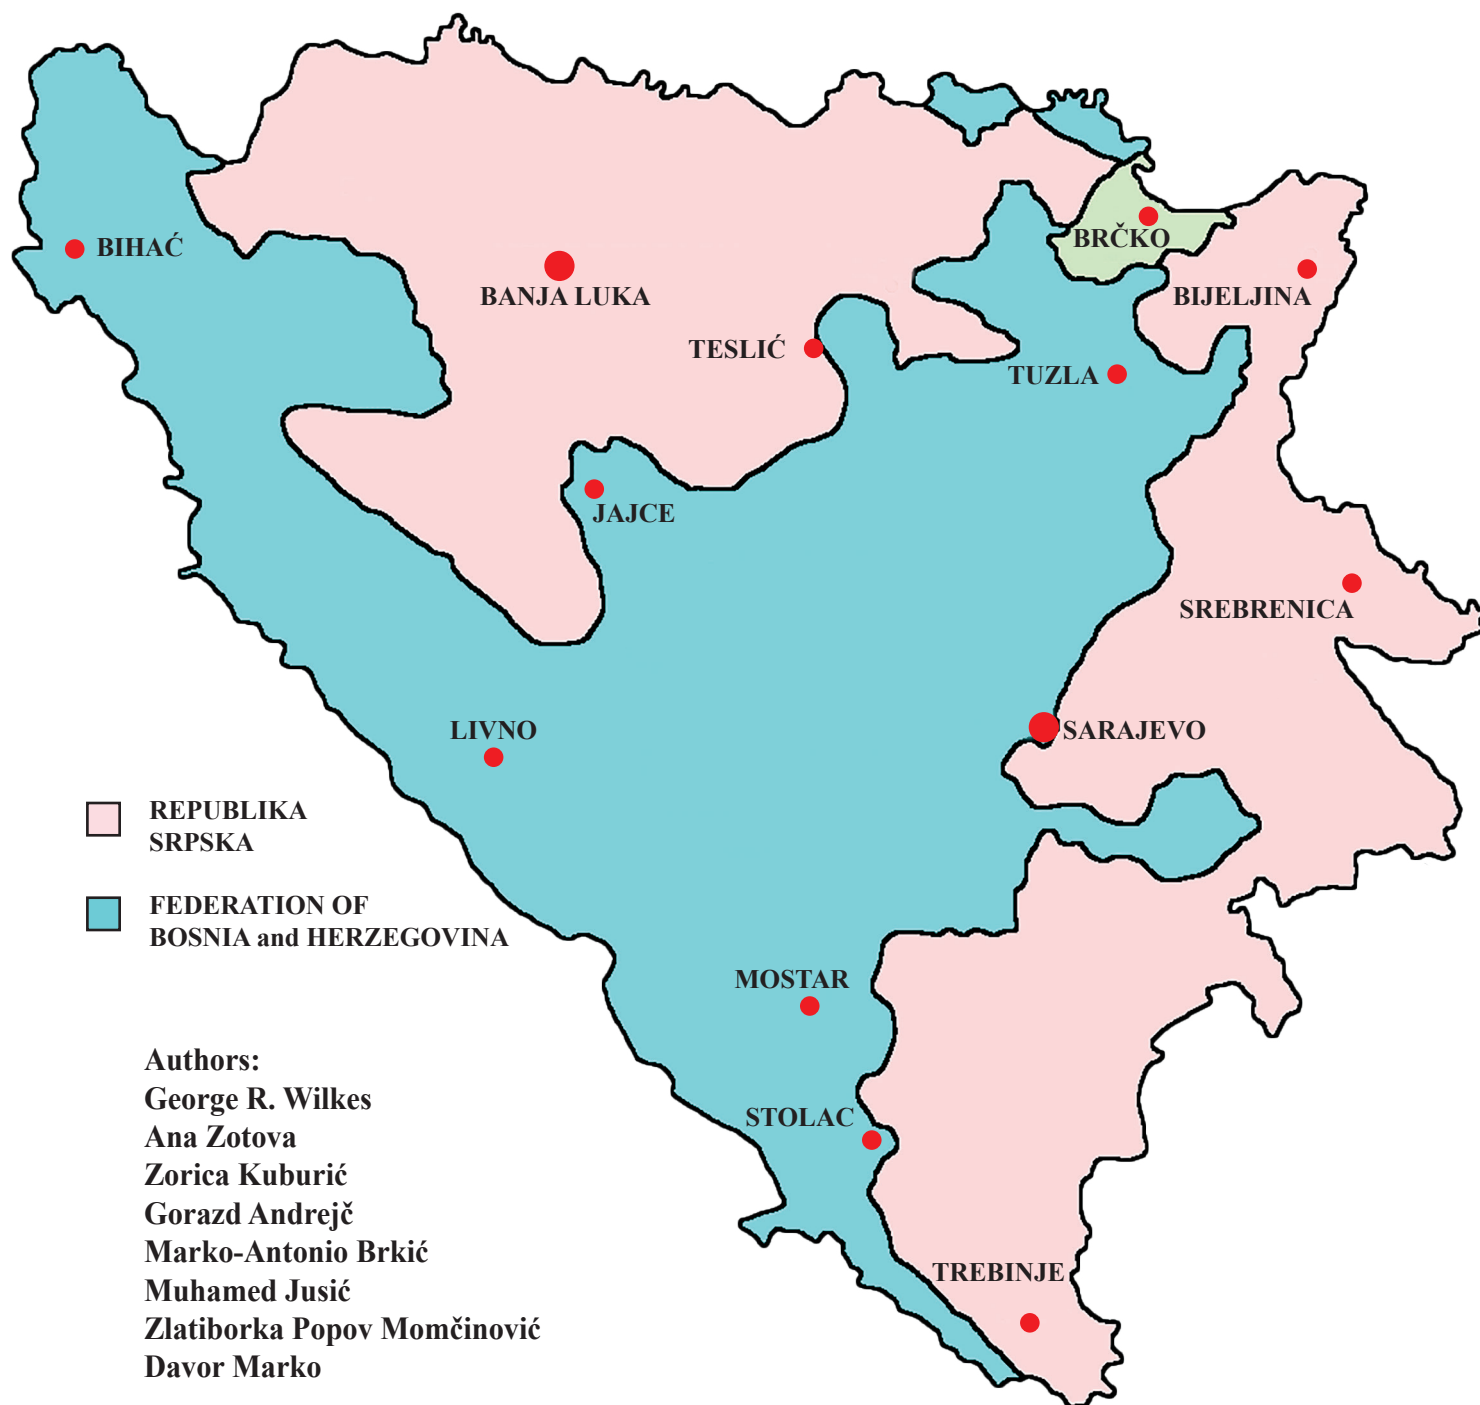 BIHAĆ
BRČKO
BANJA LUKA
BIJELJINA
TESLIĆ
TUZLA
JAJCE
SREBRENICA
LIVNO
SARAJEVO
REPUBLIKA
SRPSKA
FEDERATION OF
BOSNIA and HERZEGOVINA
MOSTAR
STOLAC
TREBINJE
Authors:
George R. Wilkes
Ana Zotova
Zorica Kuburić
Gorazd Andrejč
Marko-Antonio Brkić
Muhamed Jusić
Zlatiborka Popov Momčinović
Davor Marko